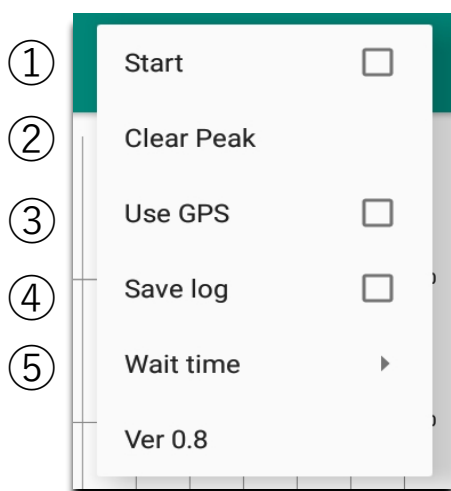 ① Start
② Clear Peak
③ Use GPS
④ Save log
⑤ Wait time
Ver 0.8